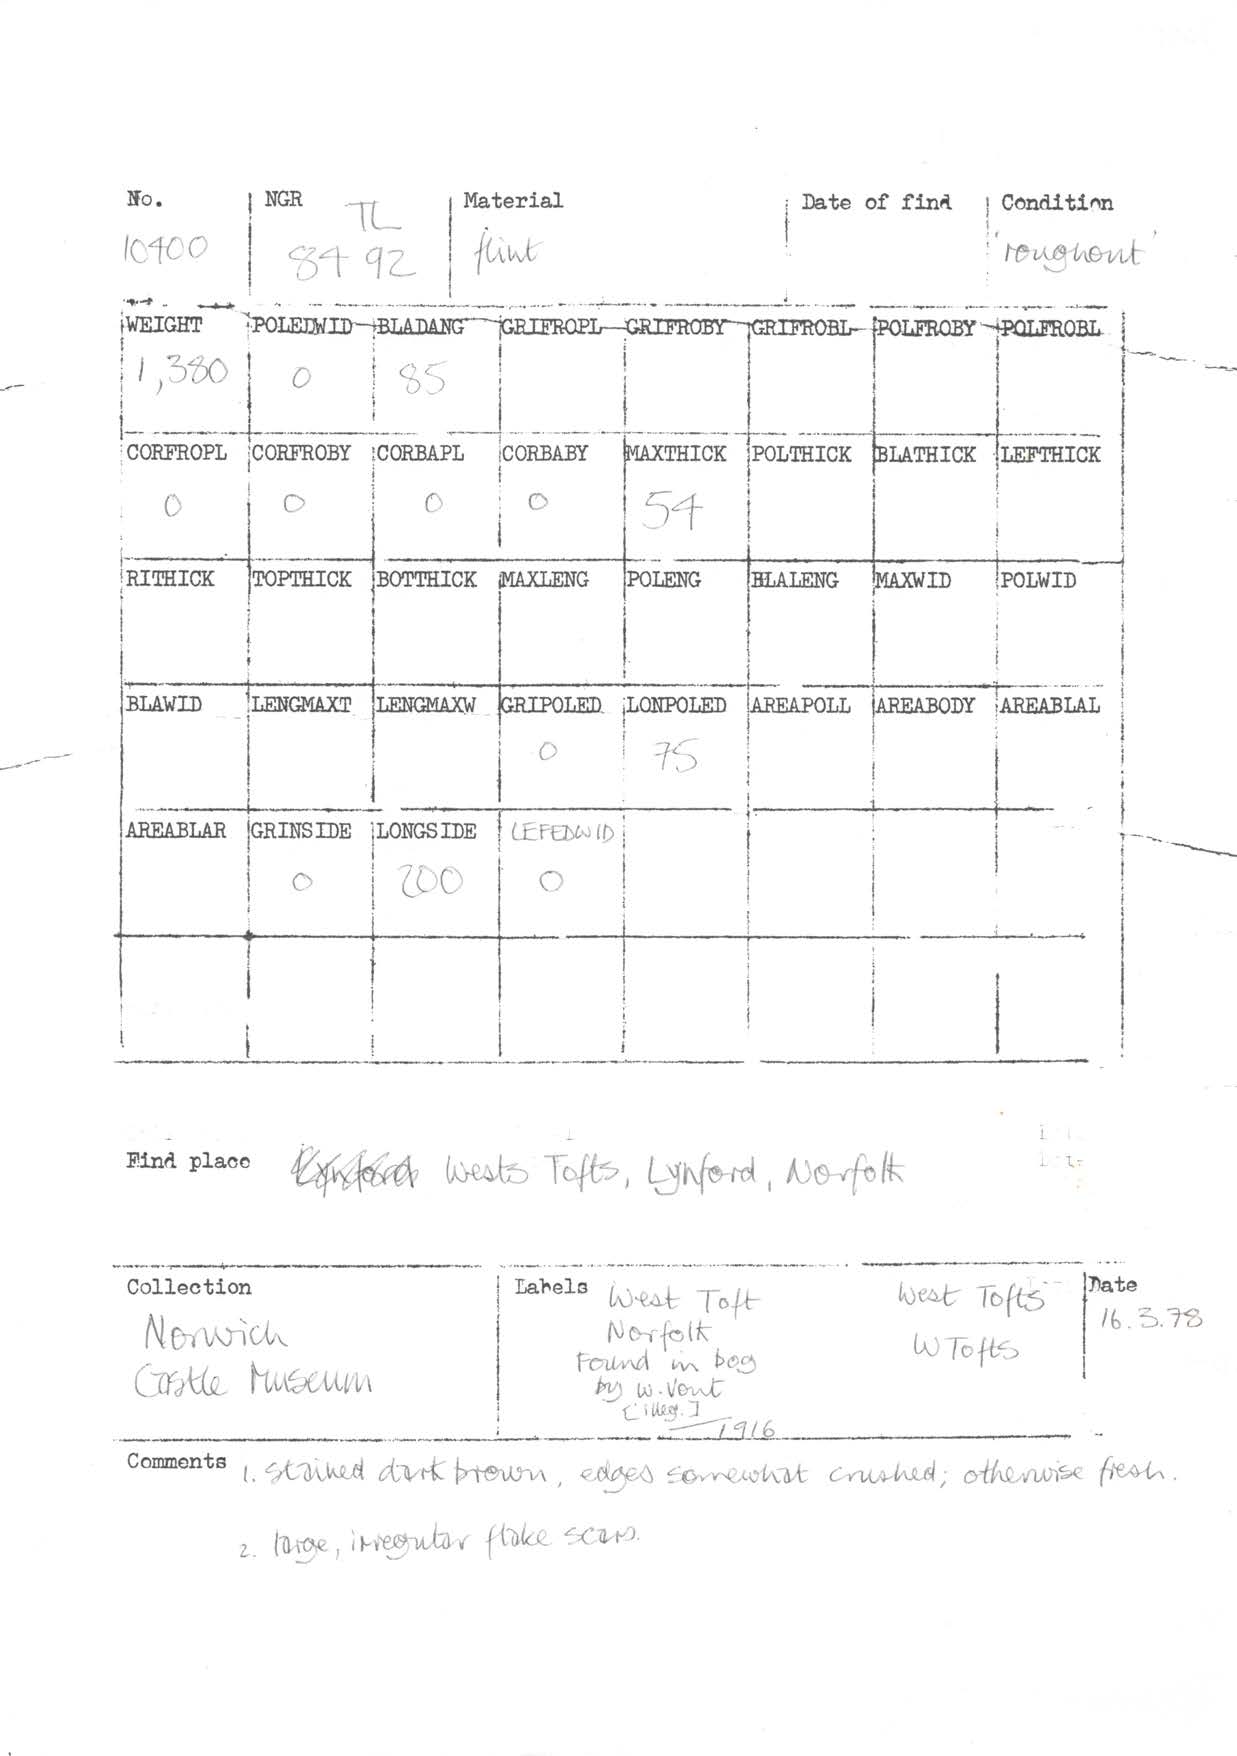 No. NGR Material Date of find Condition
10400 TL 84 92 flint 'roughout'
WEIGHT POLEDWID BLADANG GRIFROPL GRIFROBY GRIFROBL POLFROBY POLFROBL
1,380 0 85
CORFROPL CORFROBY CORBAPL CORBABY MAXTHICK POLTHICK BLATHICK LEFTHICK
0 0 0 0 54
RITHICK TOPTHICK BOTTHICK MAXLENG POLENG BLALENG MAXWID POLWID
BLAWID LENGMAXT LENGMAXW GRIPOLED LONPOLED AREAPOLL AREABODY AREABLAL
0 75
AREABLAR GRINSIDE LONGSIDE LEFEDWID
0 200 0
Find place Wests Tofts, Lynford, Norfolk
Collection
Norwich
Castle Museum
Labels West Toft
Norfolk
Found in bog
by W. Vout
[illeg.]
1916
West Tofts
W Tofts
Date
16.3.78
Comments 1. stained dark brown, edges somewhat crushed; otherwise fresh.
2. large, irregular flake scars.